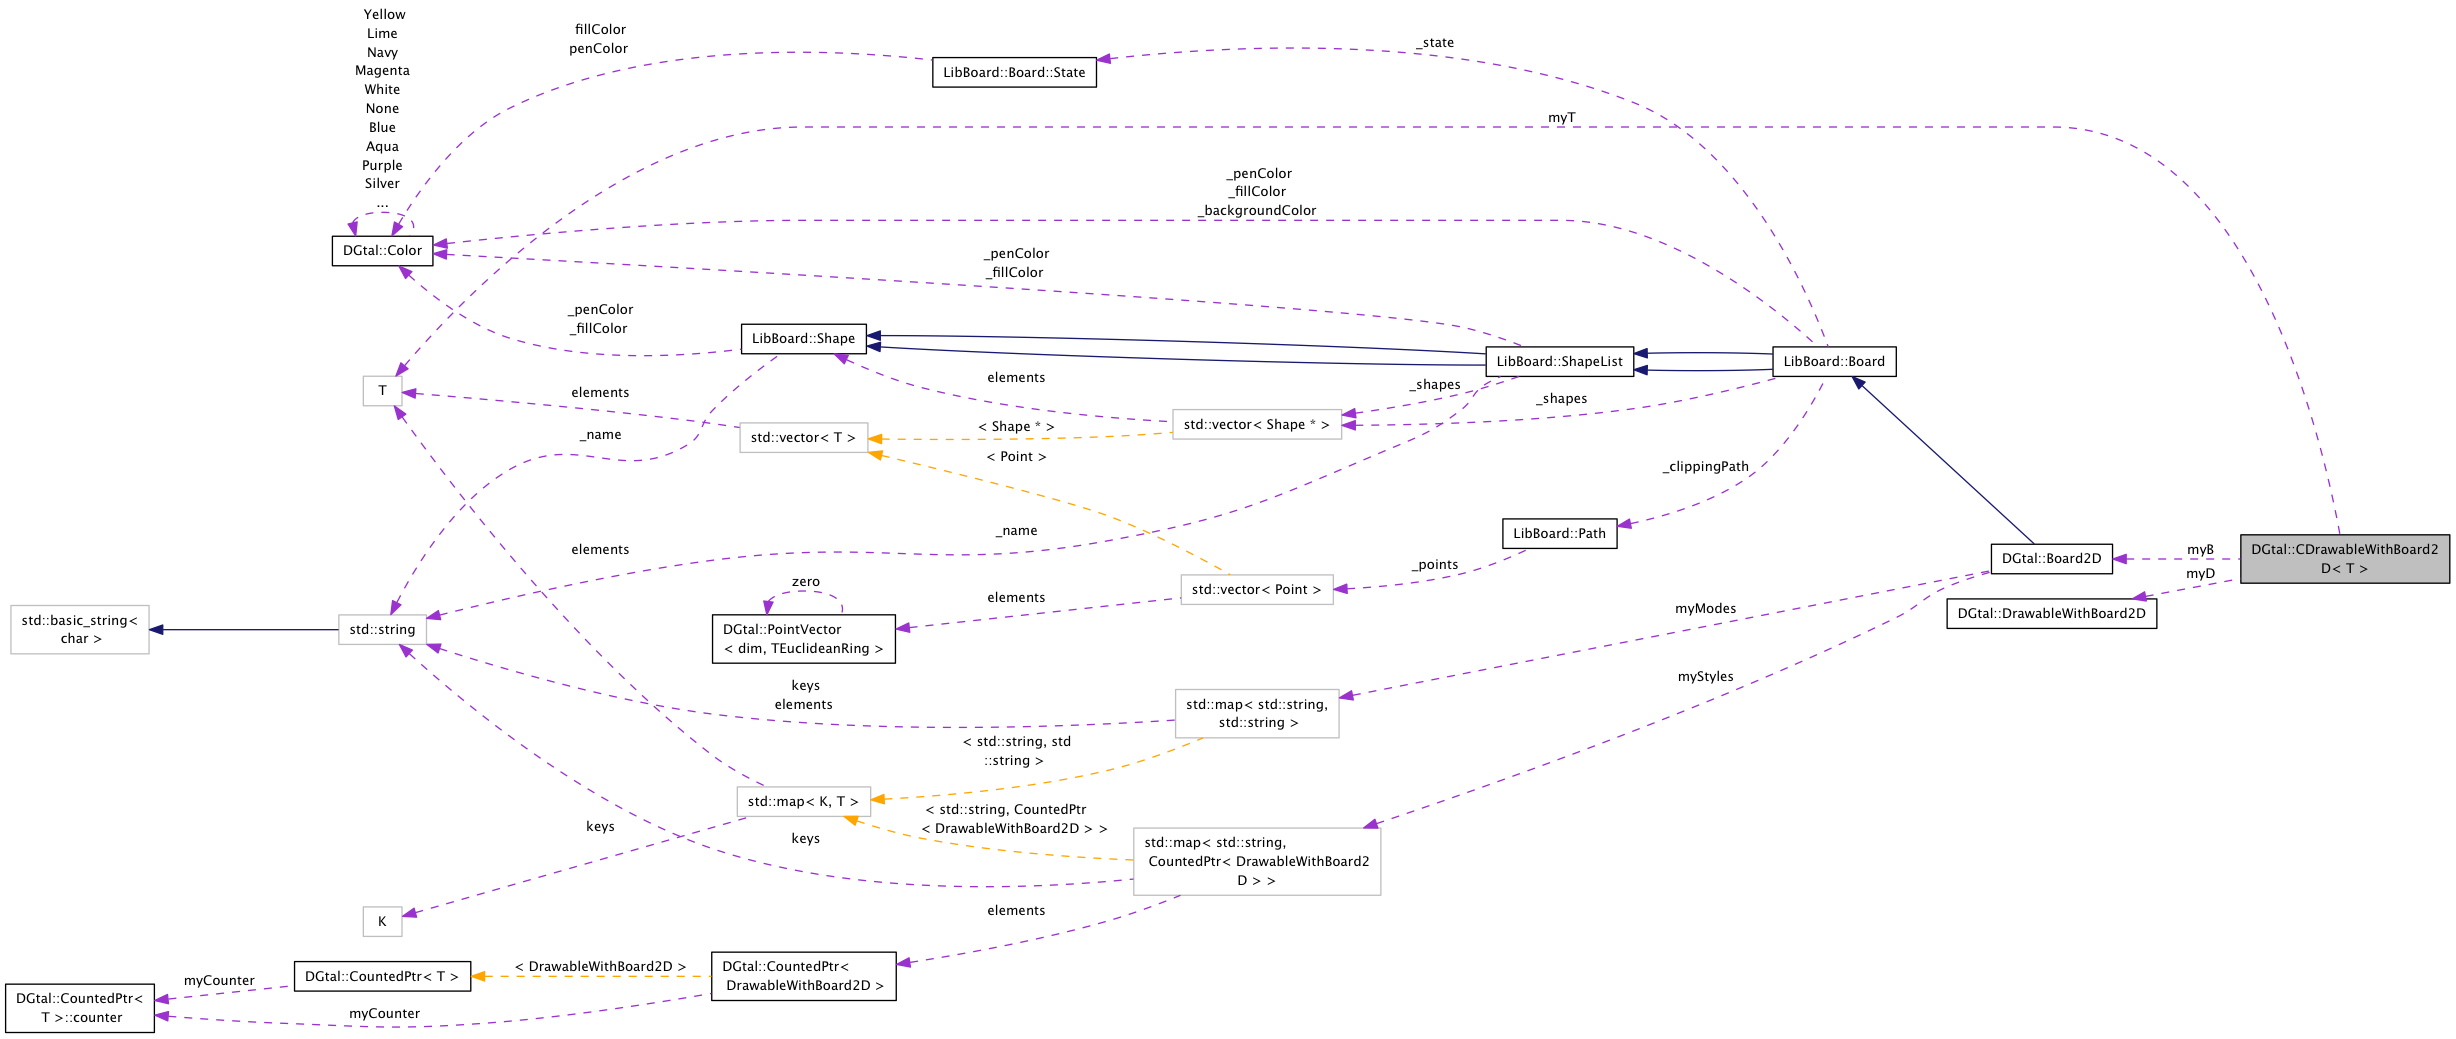 Yellow
Lime
Navy
Magenta
White
None
Blue
Aqua
Purple
Silver
...
fillColor
penColor
_state
LibBoard::Board::State
myT
_penColor
_fillColor
_backgroundColor
DGtal::Color
_penColor
_fillColor
_penColor
_fillColor
LibBoard::Shape
LibBoard::ShapeList
LibBoard::Board
T
elements
elements
_shapes
_shapes
std::vector< T >
< Shape * >
std::vector< Shape * >
_name
< Point >
_clippingPath
_name
LibBoard::Path
elements
DGtal::Board2D
myB
DGtal::CDrawableWithBoard2
D< T >
myD
_points
zero
elements
std::vector< Point >
DGtal::DrawableWithBoard2D
std::basic_string<
char >
std::string
DGtal::PointVector
< dim, TEuclideanRing >
myModes
keys
elements
std::map< std::string,
std::string >
myStyles
< std::string, std
::string >
std::map< K, T >
< std::string, CountedPtr
< DrawableWithBoard2D > >
keys
keys
std::map< std::string,
CountedPtr< DrawableWithBoard2
D > >
K
elements
DGtal::CountedPtr< T >
< DrawableWithBoard2D >
DGtal::CountedPtr<
DrawableWithBoard2D >
myCounter
DGtal::CountedPtr<
T >::counter
myCounter